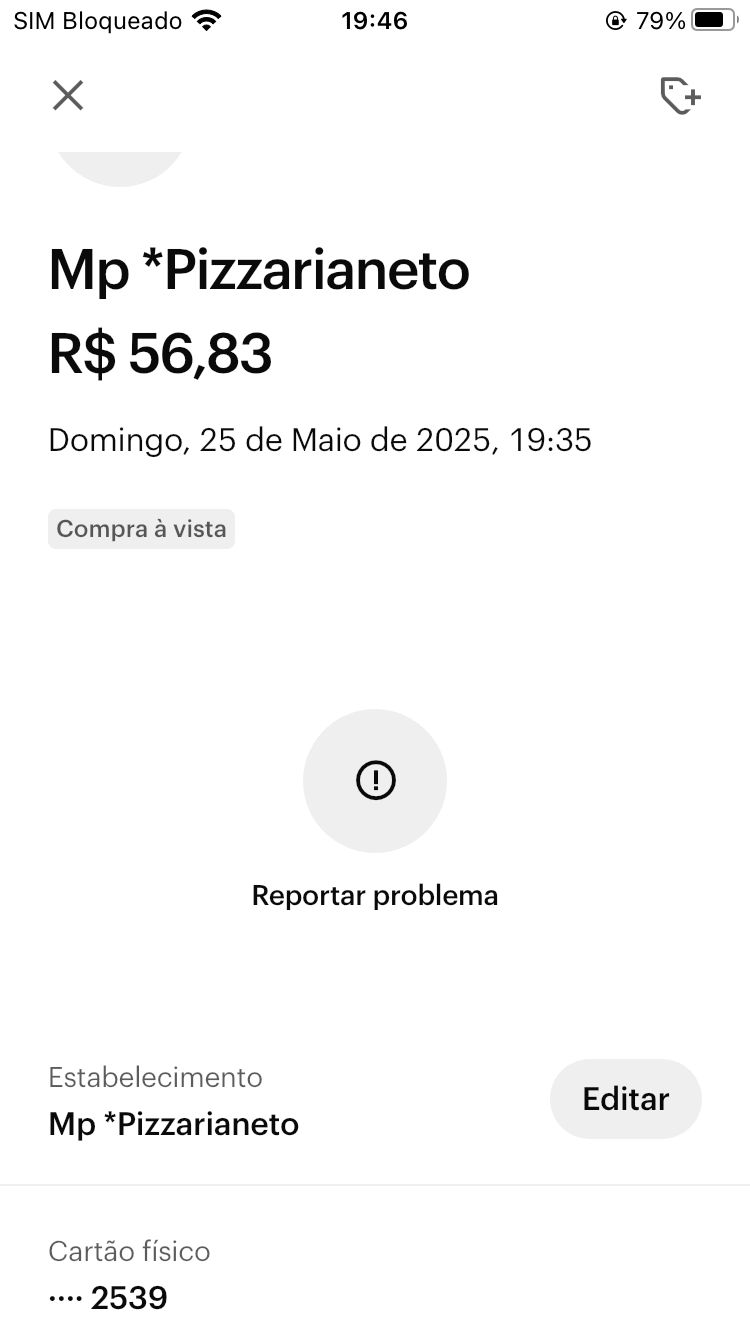 SIM Bloqueado 19:46 79%
Mp *Pizzarianeto
R$ 56,83
Domingo, 25 de Maio de 2025, 19:35
Compra à vista
Reportar problema
Estabelecimento
Mp *Pizzarianeto
Editar
Cartão físico
···· 2539